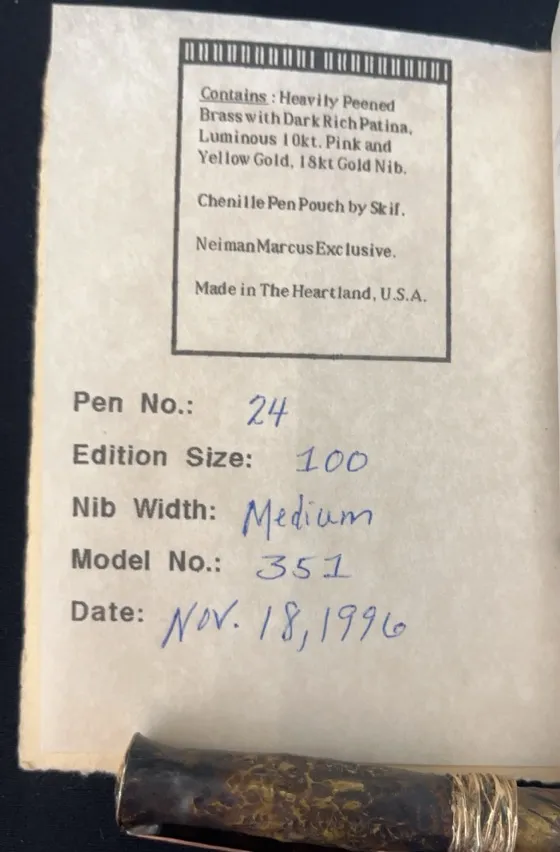 Contains : Heavily Peened
Brass with Dark Rich Patina,
Luminous 10kt. Pink and
Yellow Gold, 18kt Gold Nib.
Chenille Pen Pouch by Skif.
Neiman Marcus Exclusive.
Made in The Heartland, U.S.A.
Pen No.: 24
Edition Size: 100
Nib Width: Medium
Model No.: 351
Date: Nov. 18, 1996